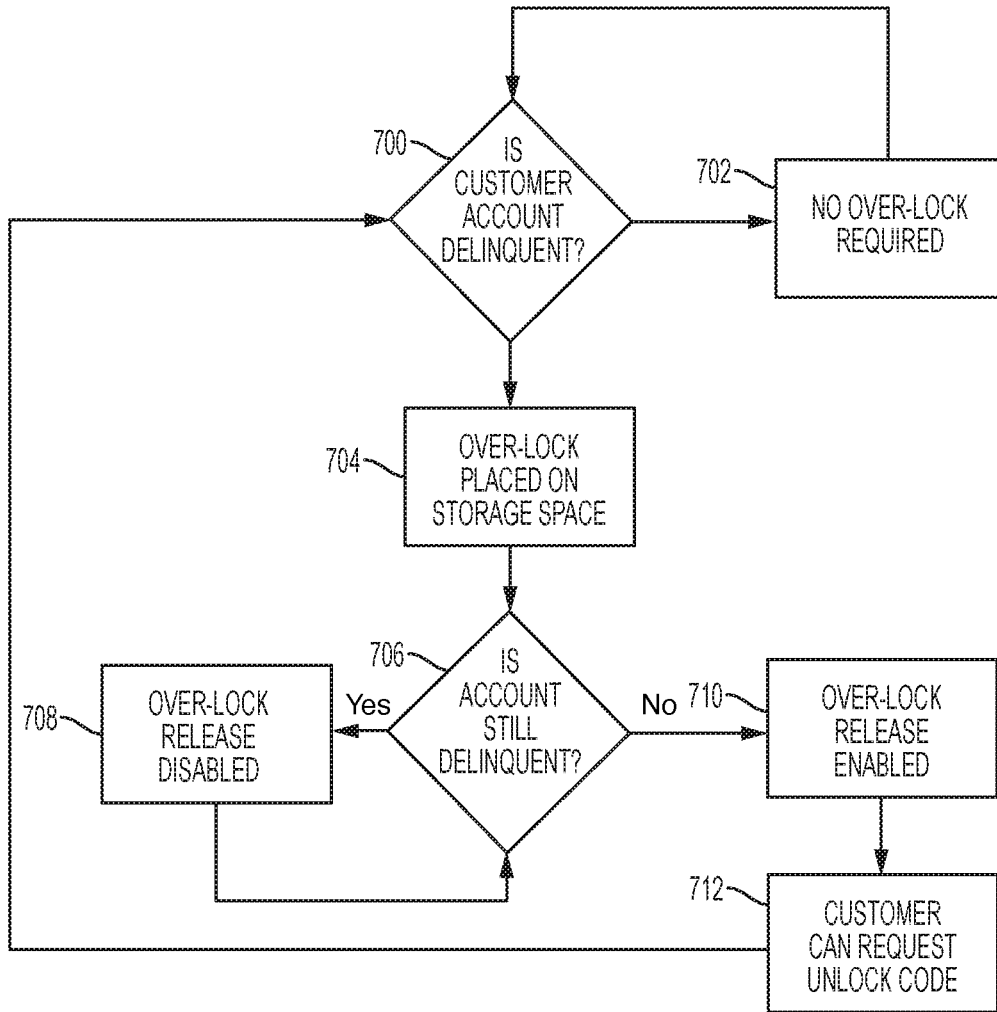 700
IS
CUSTOMER
ACCOUNT
DELINQUENT?
702
NO OVER-LOCK
REQUIRED
704
OVER-LOCK
PLACED ON
STORAGE SPACE
706
IS
ACCOUNT
STILL
DELINQUENT?
Yes
No
708
OVER-LOCK
RELEASE
DISABLED
710
OVER-LOCK
RELEASE
ENABLED
712
CUSTOMER
CAN REQUEST
UNLOCK CODE